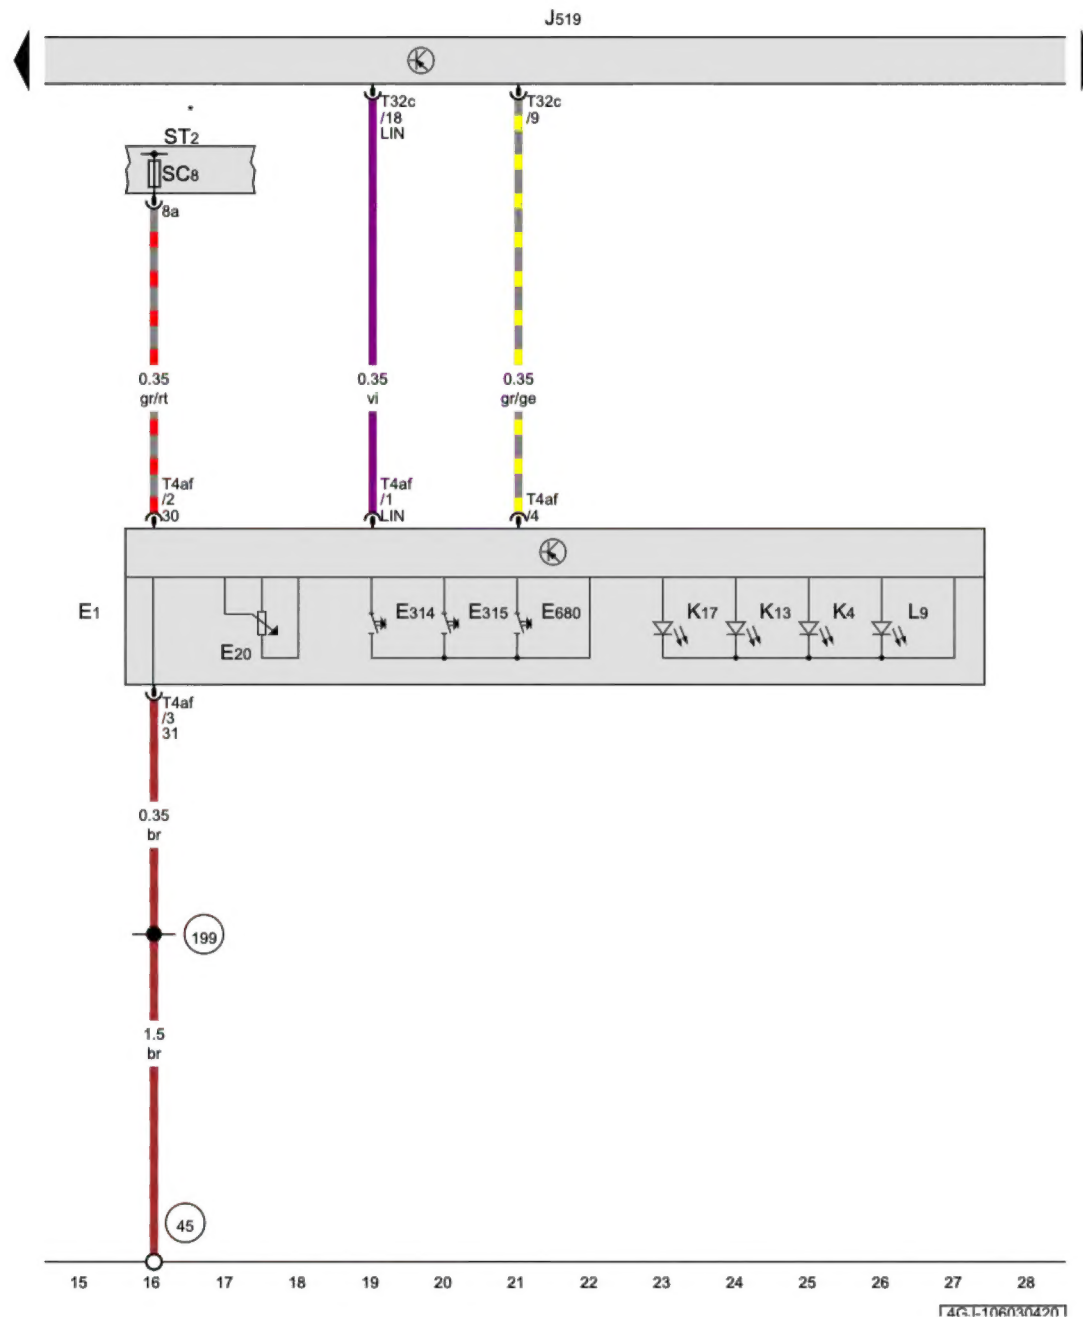 J519
T32c
/18
LIN
T32c
/9
*
ST2
SC8
8a
0.35
gr/rt
0.35
vi
0.35
gr/ge
T4af
/2
30
T4af
/1
LIN
T4af
/4
E1
E20
E314
E315
E680
K17
K13
K4
L9
T4af
/3
31
0.35
br
199
1.5
br
45
15 16 17 18 19 20 21 22 23 24 25 26 27 28
4GJ-106030420